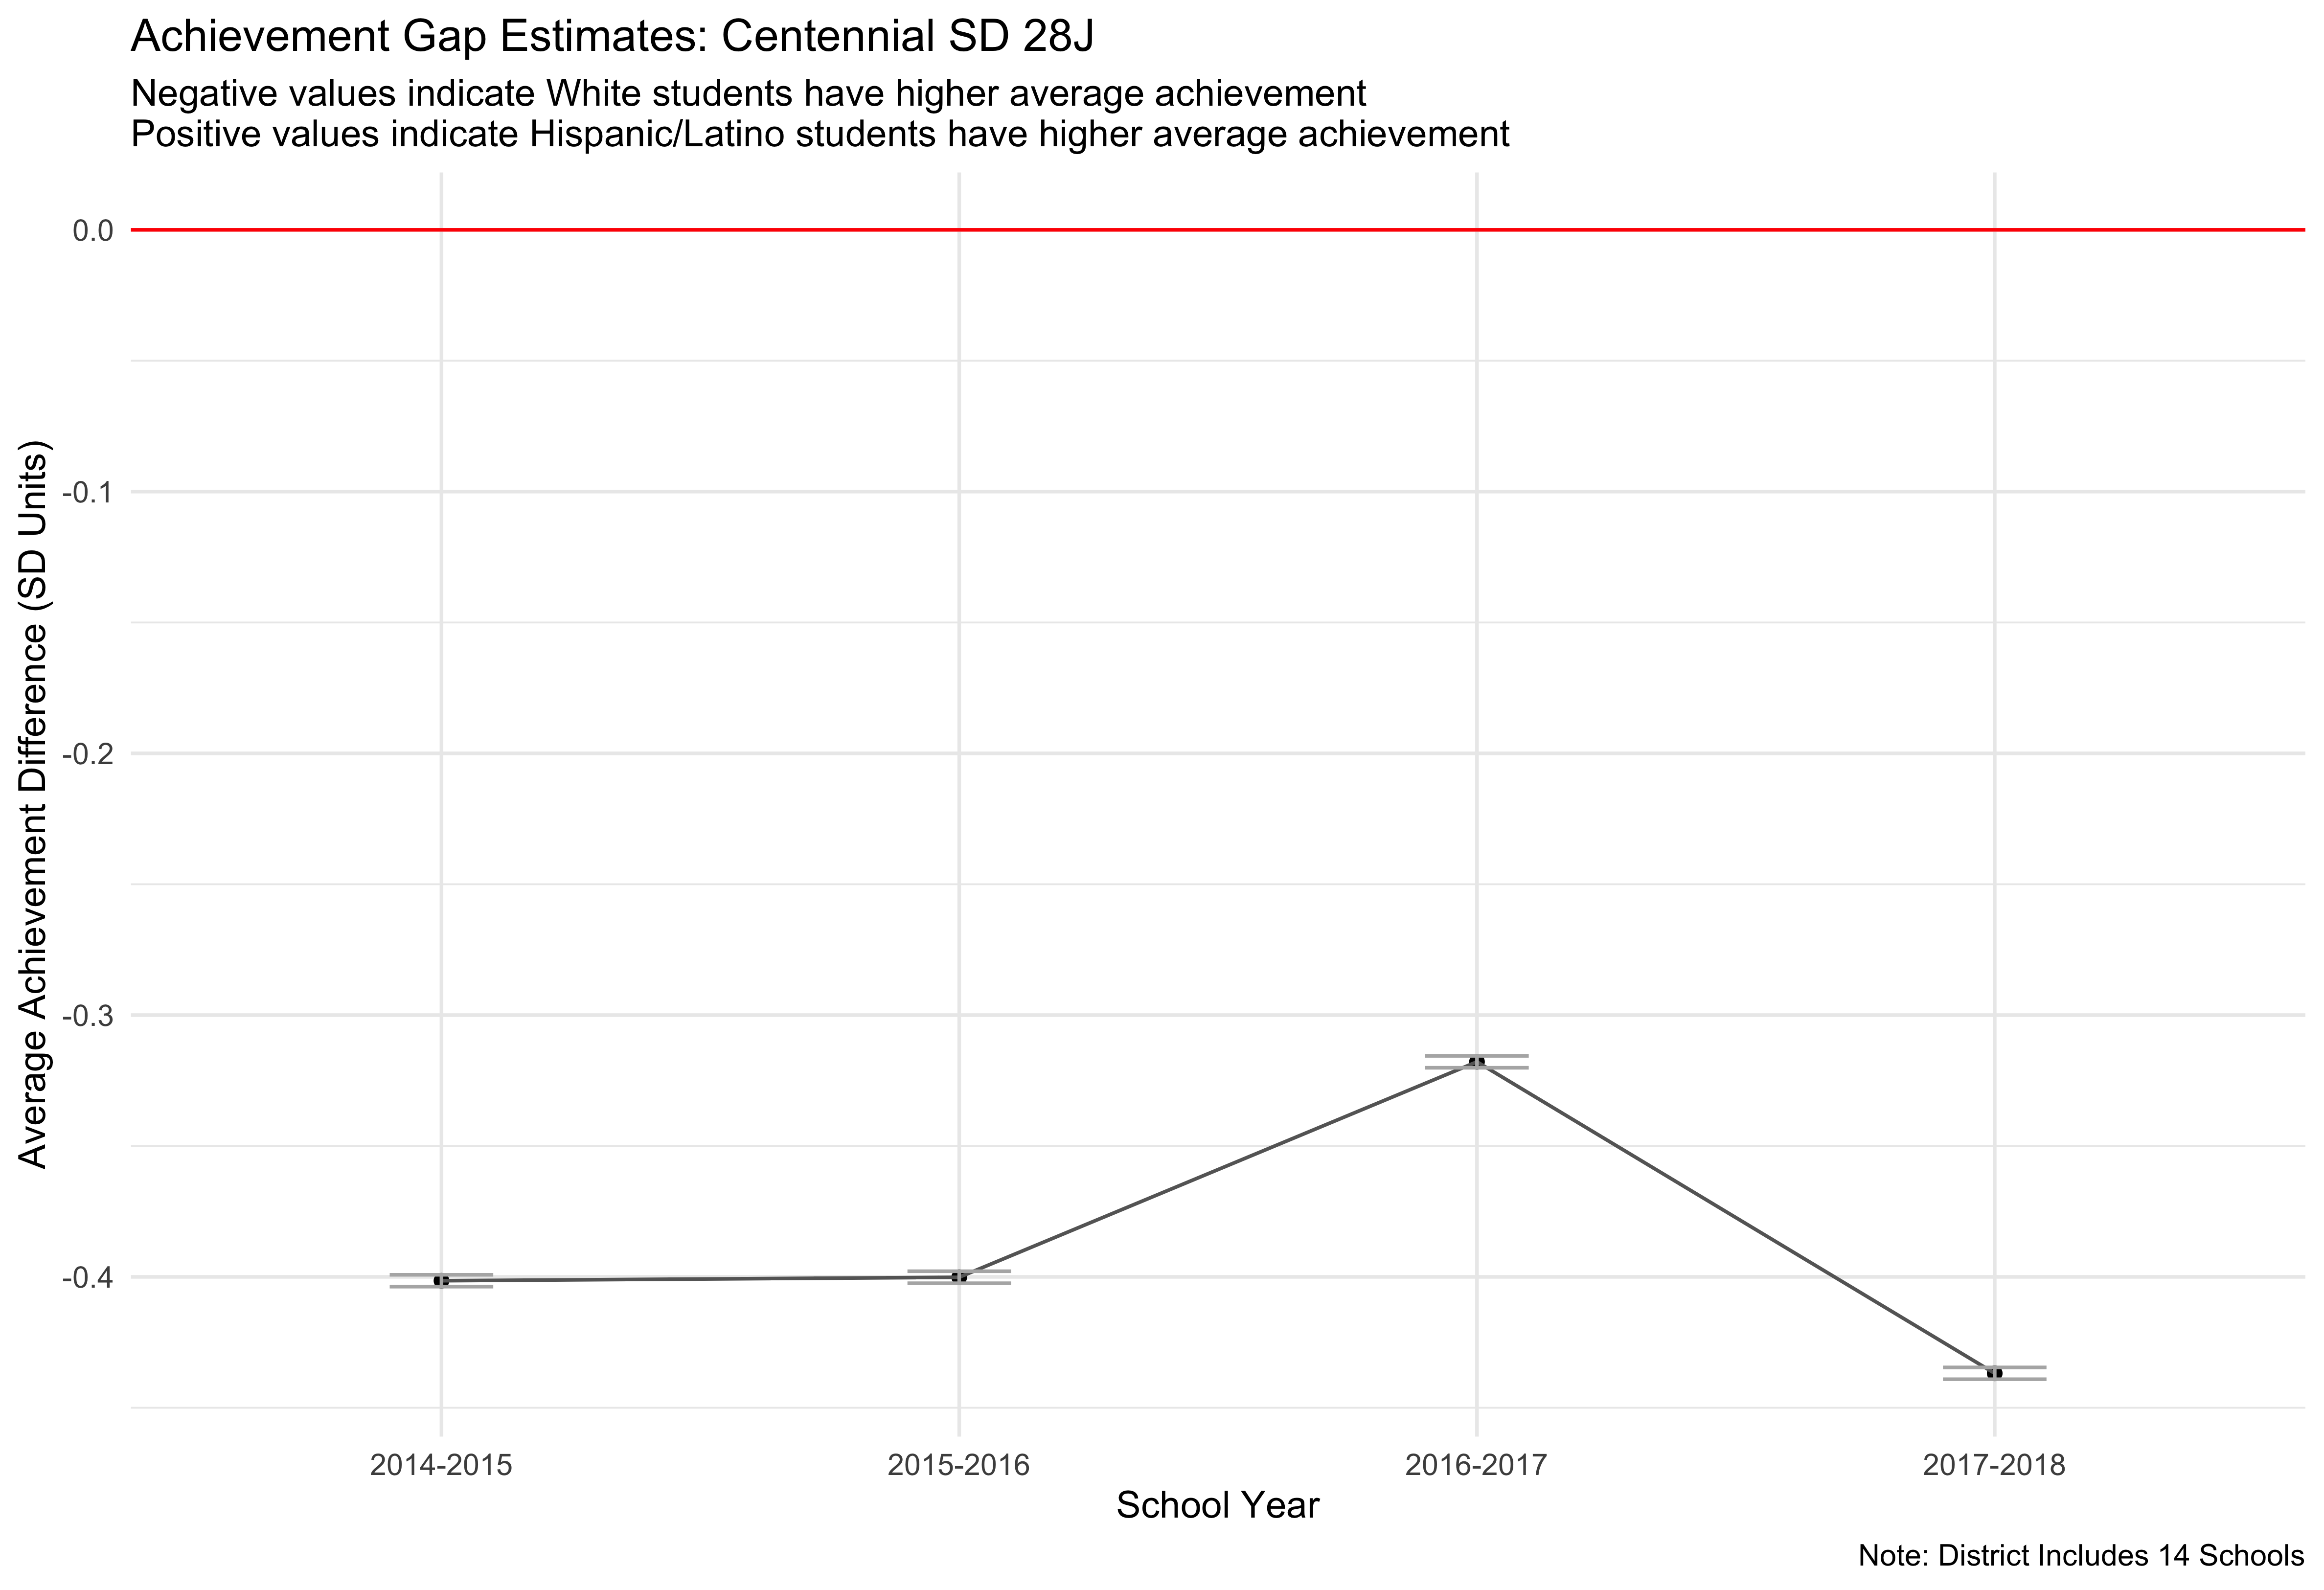 Achievement Gap Estimates: Centennial SD 28J
Negative values indicate White students have higher average achievement
Positive values indicate Hispanic/Latino students have higher average achievement
Average Achievement Difference (SD Units)
0.0
-0.1
-0.2
-0.3
-0.4
2014-2015
2015-2016
2016-2017
2017-2018
School Year
Note: District Includes 14 Schools